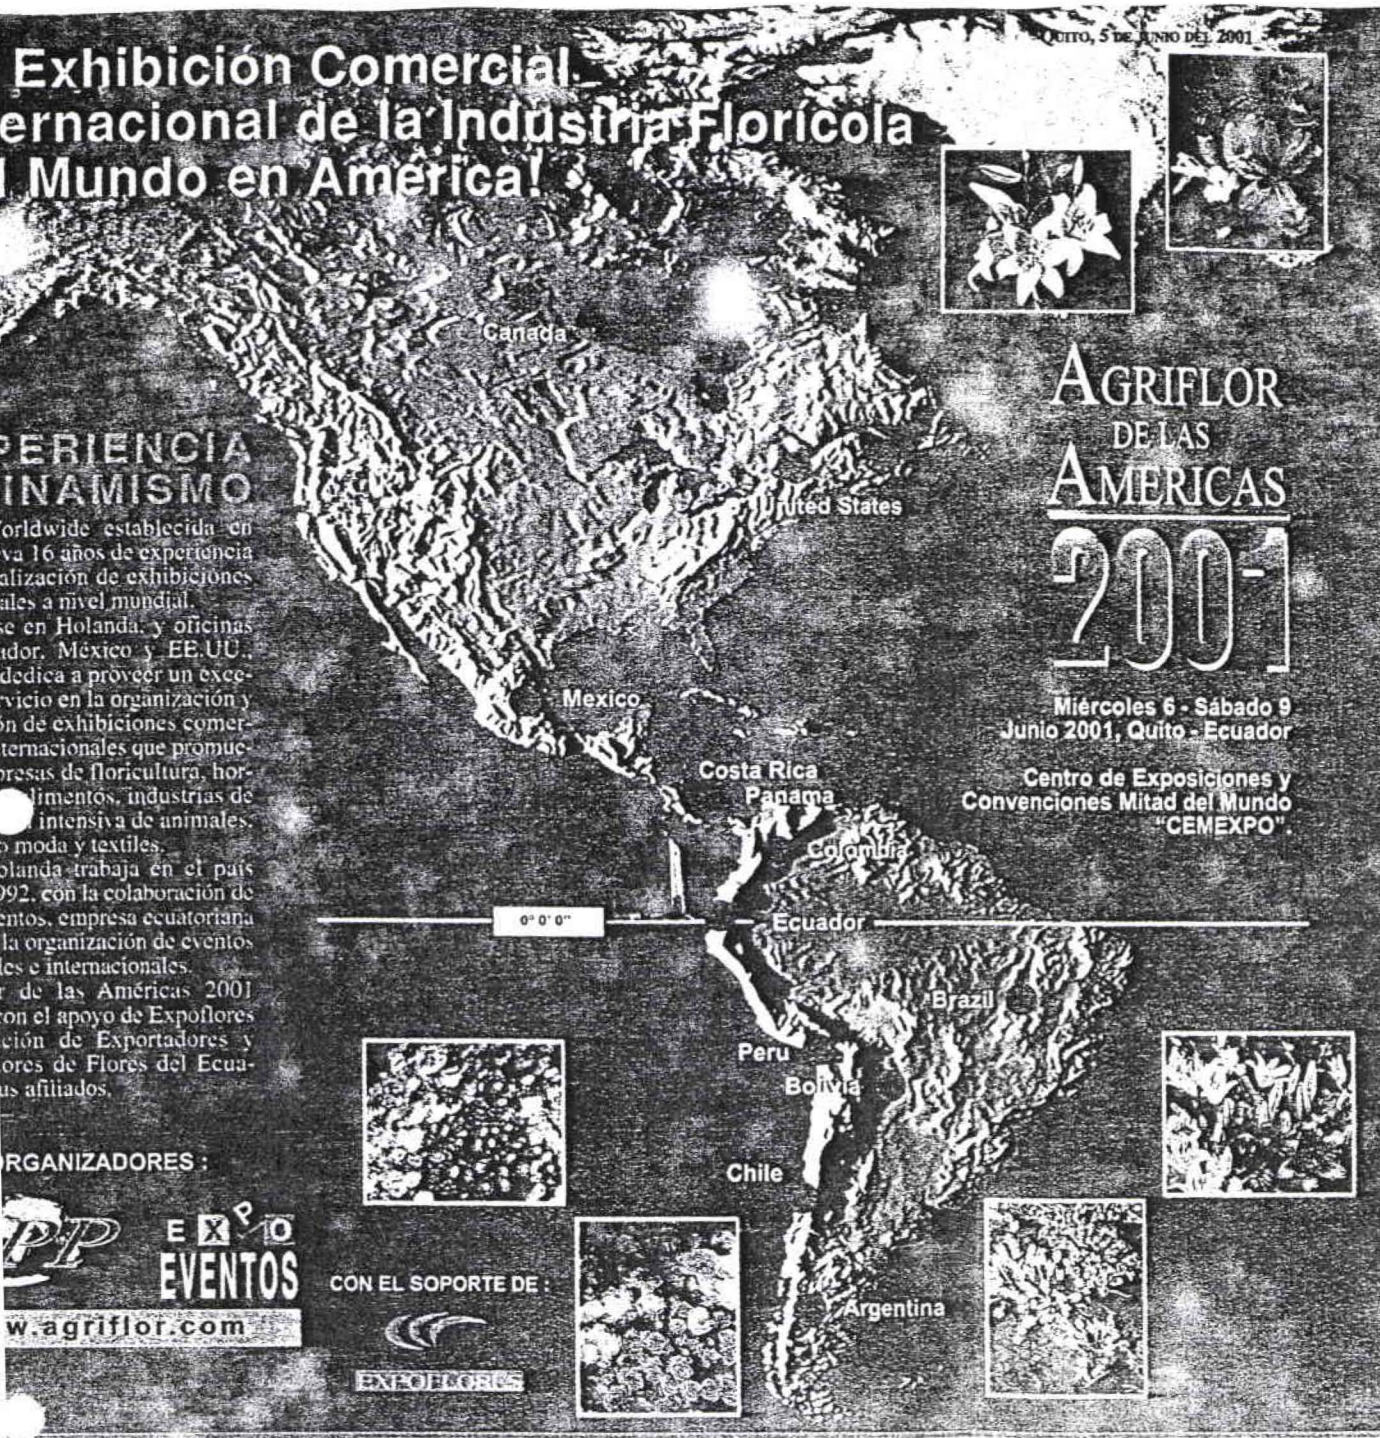 QUITO, 5 DE JUNIO DEL 2001
Exhibición Comercial
ernacional de la Industria Florícola
l Mundo en América!
Canada
AGRIFLOR
DE LAS
AMERICAS
2001
PERIENCIA
INAMISMO
orldwide establecida en
va 16 años de experiencia
alización de exhibiciones
ales a nivel mundial.
se en Holanda, y oficinas
ador, México y EE.UU.,
dedica a proveer un exce-
rvicio en la organización y
ón de exhibiciones comer-
ternacionales que promue-
presas de floricultura, hor-
limentos, industrias de
intensiva de animales,
o moda y textiles.
olanda trabaja en el país
992, con la colaboración de
entos, empresa ecuatoriana
la organización de eventos
les e internacionales.
r de las Américas 2001
con el apoyo de Expoflores
ción de Exportadores y
ores de Flores del Ecua-
us afiliados.
United States
Mexico
Miércoles 6 - Sábado 9
Junio 2001, Quito - Ecuador
Costa Rica
Panama
Centro de Exposiciones y
Convenciones Mitad del Mundo
"CEMEXPO".
Colombia
0° 0' 0"
Ecuador
Brazil
Peru
Bolivia
Chile
Argentina
ORGANIZADORES :
PP
EXPO
EVENTOS
w.agriflor.com
CON EL SOPORTE DE :
EXPOFLORES